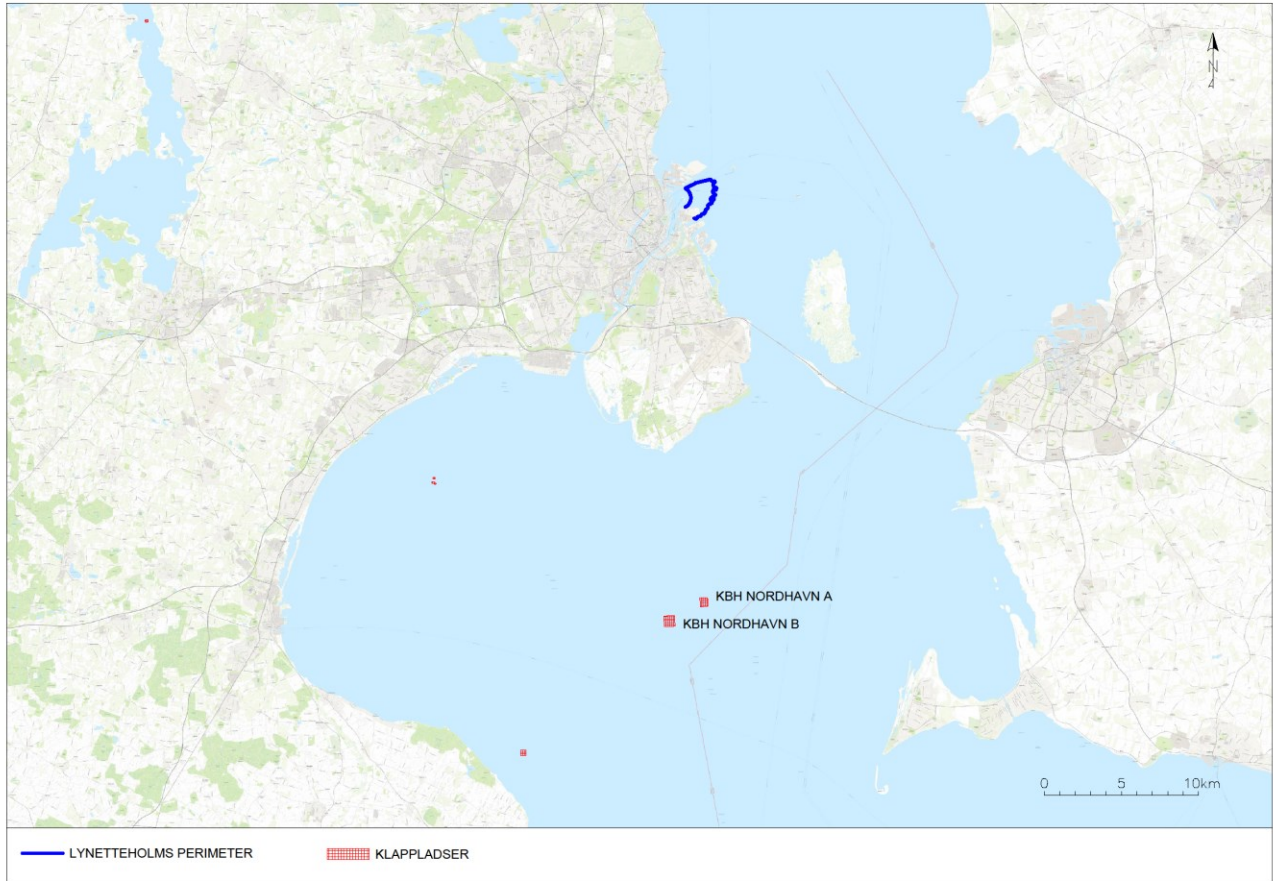 N
KBH NORDHAVN A
KBH NORDHAVN B
0 5 10km
LYNETTEHOLMS PERIMETER
KLAPPLADSER